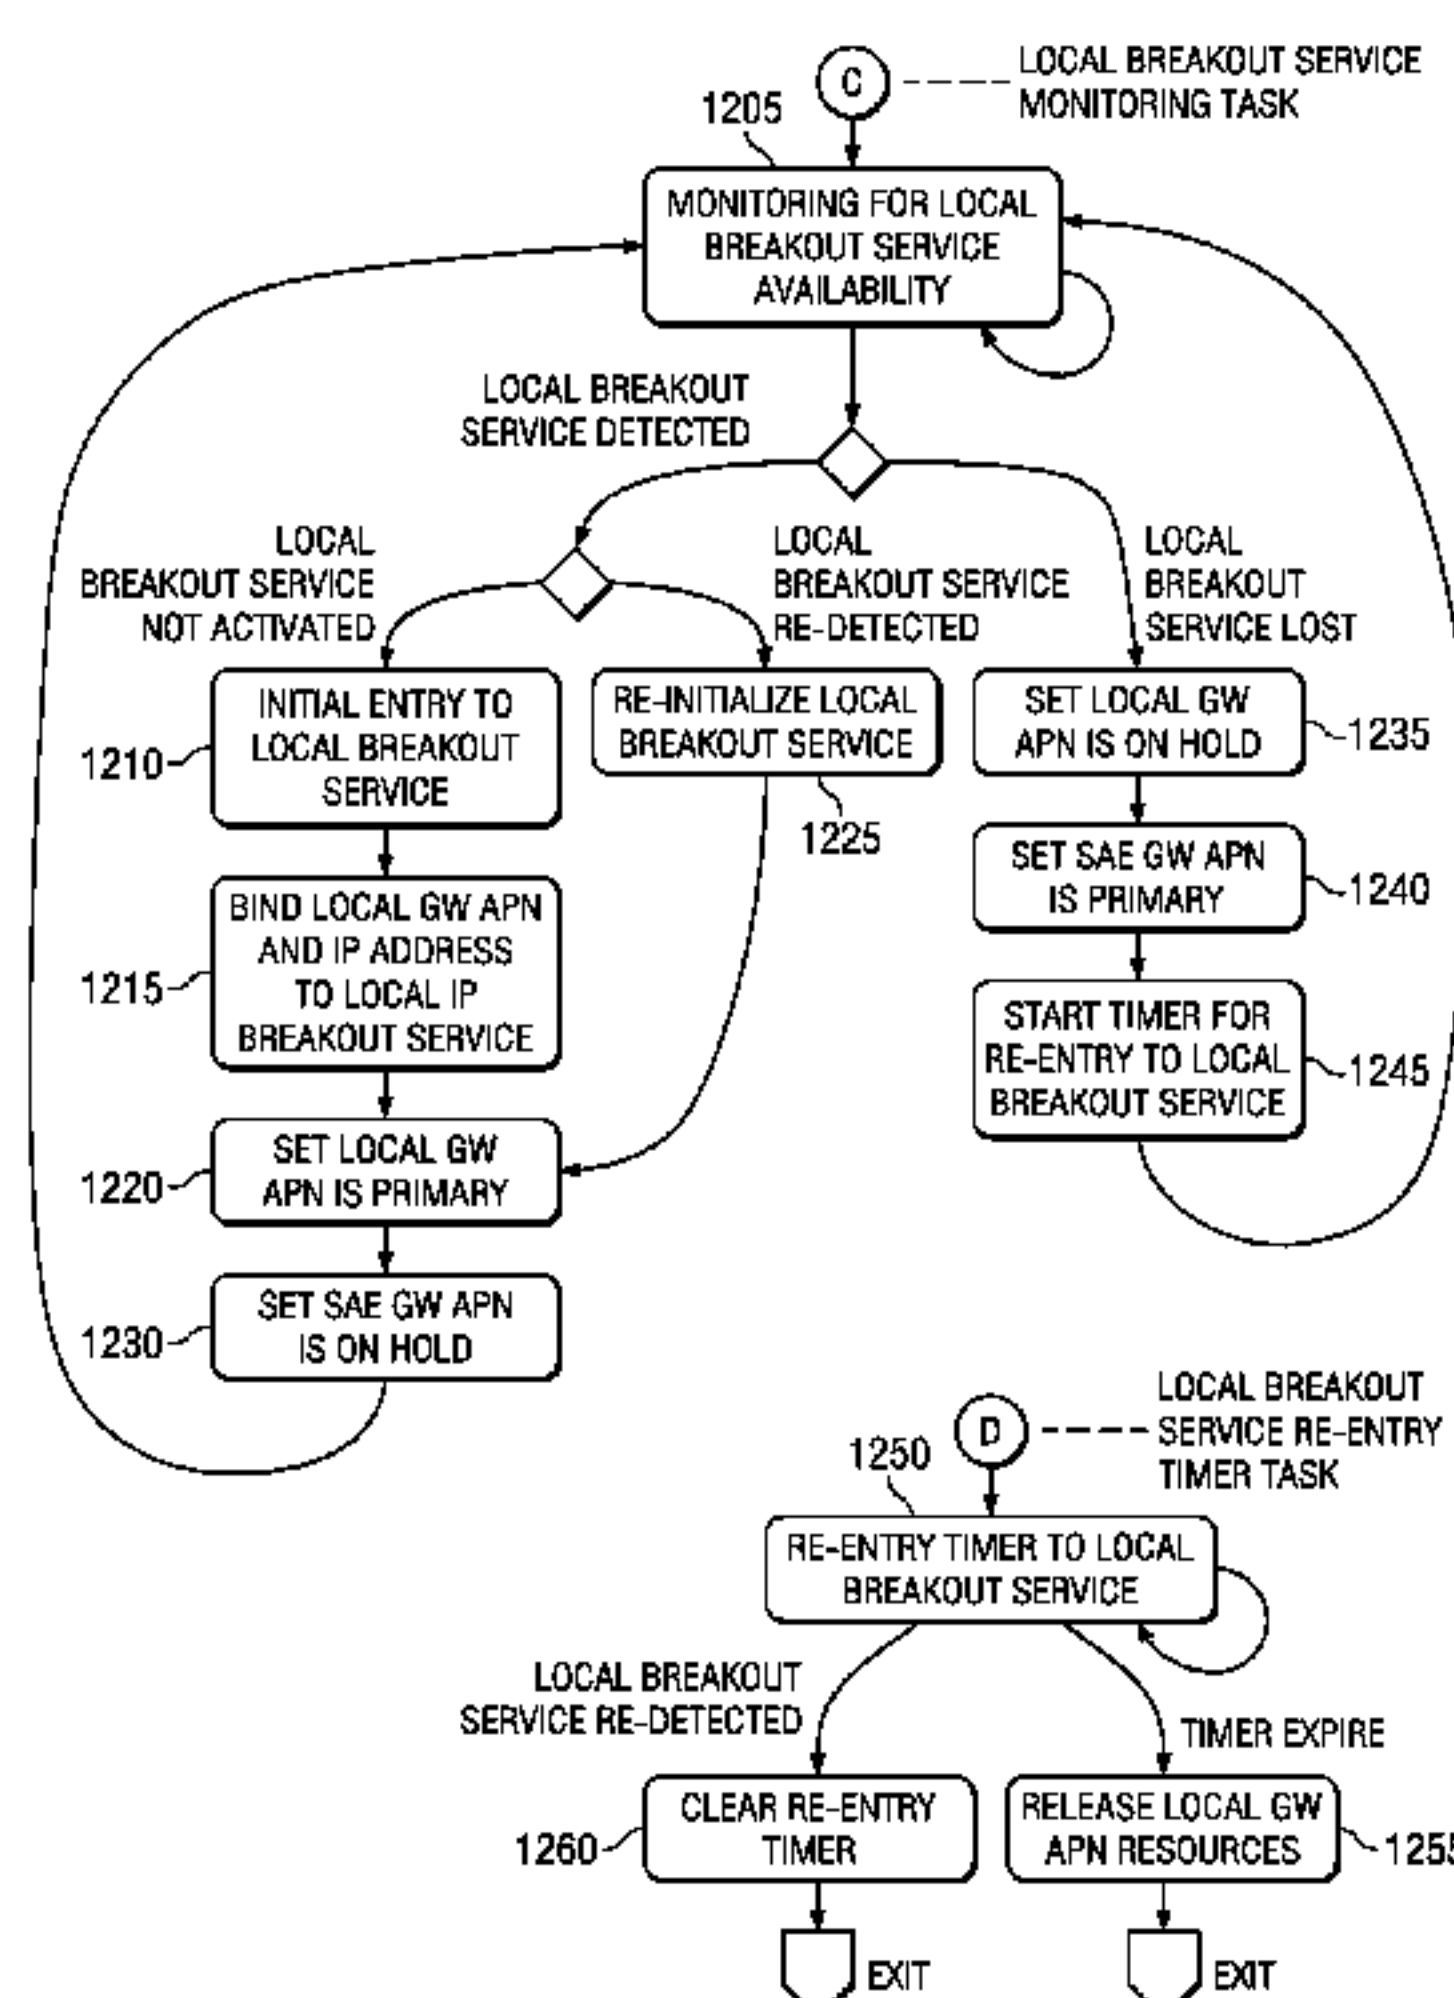 C
LOCAL BREAKOUT SERVICE
MONITORING TASK
1205
MONITORING FOR LOCAL
BREAKOUT SERVICE
AVAILABILITY
LOCAL BREAKOUT
SERVICE DETECTED
LOCAL
BREAKOUT SERVICE
NOT ACTIVATED
LOCAL
BREAKOUT SERVICE
RE-DETECTED
LOCAL
BREAKOUT
SERVICE LOST
INITIAL ENTRY TO
LOCAL BREAKOUT
SERVICE
1210
RE-INITIALIZE LOCAL
BREAKOUT SERVICE
1225
SET LOCAL GW
APN IS ON HOLD
1235
SET SAE GW APN
IS PRIMARY
1240
BIND LOCAL GW APN
AND IP ADDRESS
TO LOCAL IP
BREAKOUT SERVICE
1215
START TIMER FOR
RE-ENTRY TO LOCAL
BREAKOUT SERVICE
1245
SET LOCAL GW
APN IS PRIMARY
1220
SET SAE GW APN
IS ON HOLD
1230
D
LOCAL BREAKOUT
SERVICE RE-ENTRY
TIMER TASK
1250
RE-ENTRY TIMER TO LOCAL
BREAKOUT SERVICE
LOCAL BREAKOUT
SERVICE RE-DETECTED
TIMER EXPIRE
CLEAR RE-ENTRY
TIMER
1260
RELEASE LOCAL GW
APN RESOURCES
1255
EXIT
EXIT